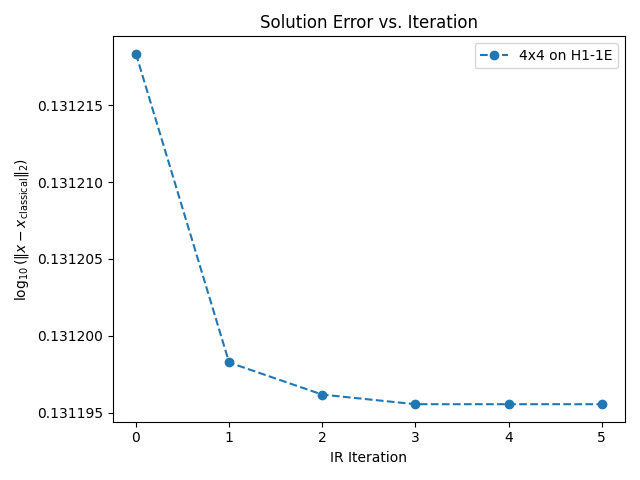 Solution Error vs. Iteration
4x4 on H1-1E
0.131215
0.131210
0.131205
0.131200
0.131195
log₁₀(‖x − x_classical‖₂)
0 1 2 3 4 5
IR Iteration